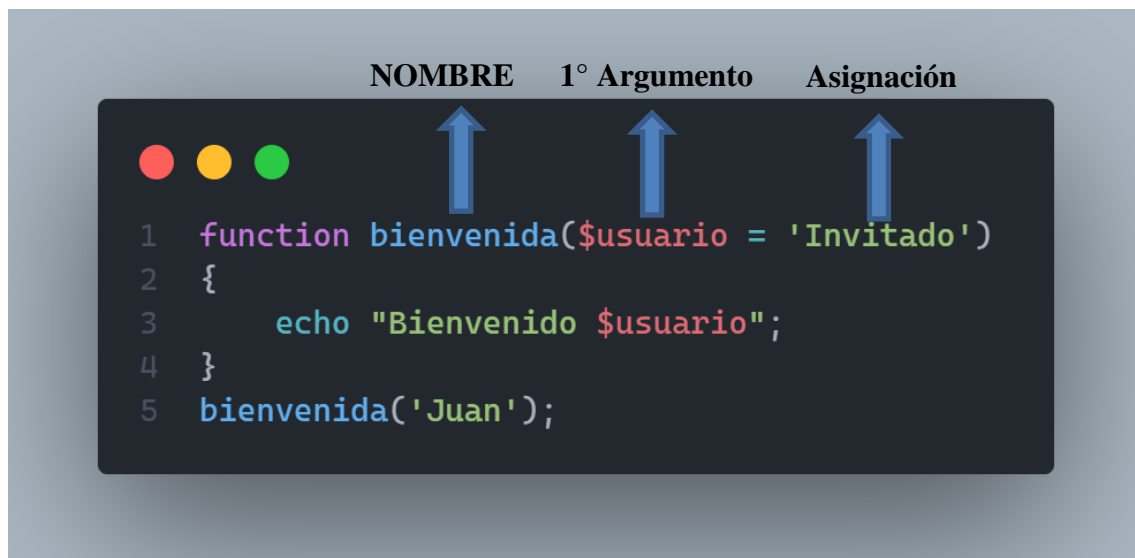 NOMBRE 1° Argumento Asignación
1 function bienvenida($usuario = 'Invitado')
2 {
3     echo "Bienvenido $usuario";
4 }
5 bienvenida('Juan');